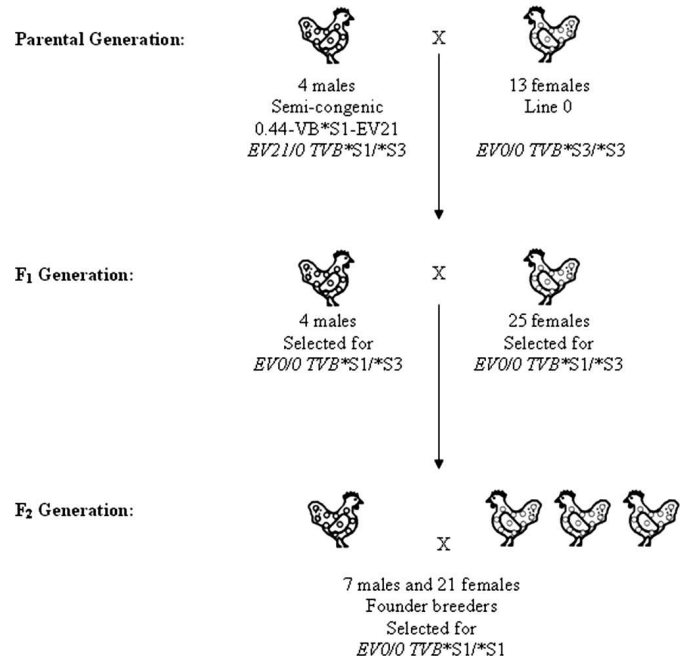 Parental Generation:
X
4 males
Semi-congenic
0.44-VB*S1-EV21
EV21/0 TVB*S1/*S3
13 females
Line 0
EV0/0 TVB*S3/*S3
F1 Generation:
X
4 males
Selected for
EV0/0 TVB*S1/*S3
25 females
Selected for
EV0/0 TVB*S1/*S3
F2 Generation:
X
7 males and 21 females
Founder breeders
Selected for
EV0/0 TVB*S1/*S1